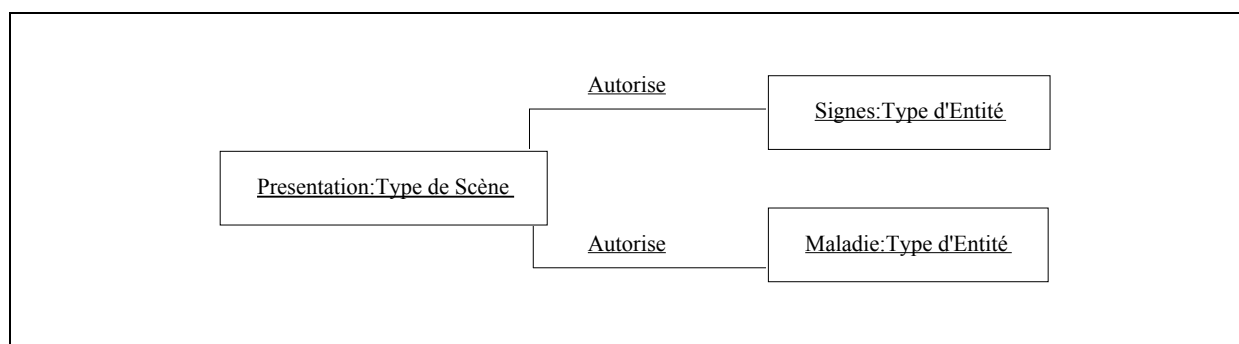 Autorise
Signes:Type d'Entité
Presentation:Type de Scène
Autorise
Maladie:Type d'Entité